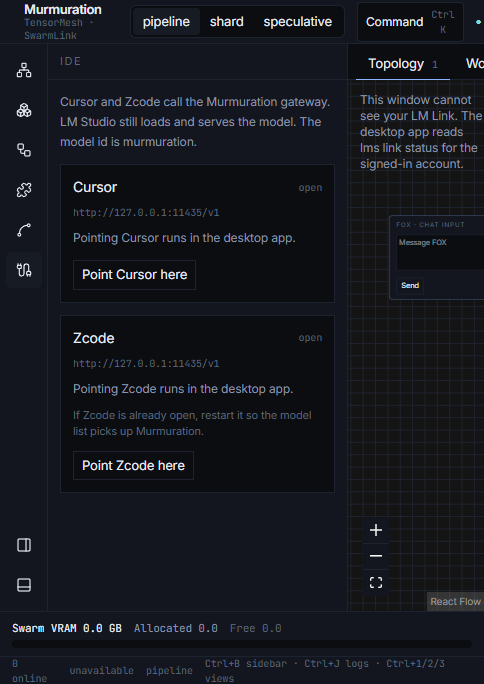 Murmuration
TensorMesh ·
SwarmLink
pipeline shard speculative
Command Ctrl
K
IDE
Topology 1 Wo
Cursor and Zcode call the Murmuration gateway.
LM Studio still loads and serves the model. The
model id is murmuration.
This window cannot
see your LM Link. The
desktop app reads
lms link status for the
signed-in account.
Cursor open
http://127.0.0.1:11435/v1
Pointing Cursor runs in the desktop app.
Point Cursor here
FOX · CHAT INPUT
Message FOX
Send
Zcode open
http://127.0.0.1:11435/v1
Pointing Zcode runs in the desktop app.
If Zcode is already open, restart it so the model
list picks up Murmuration.
Point Zcode here
React Flow
Swarm VRAM 0.0 GB Allocated 0.0 Free 0.0
0
online
unavailable pipeline
Ctrl+B sidebar · Ctrl+J logs · Ctrl+1/2/3
views